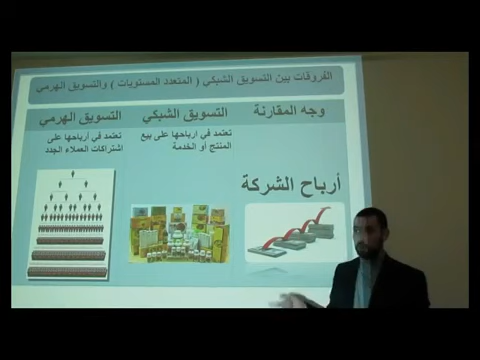 الفروقات بين التسويق الشبكي ( المتعدد المستويات ) والتسويق الهرمي
وجه المقارنة
التسويق الشبكي
التسويق الهرمي
أرباح الشركة
تعتمد في ارباحها على بيع
المنتج أو الخدمة
تعتمد في أرباحها على
اشتراكات العملاء الجدد